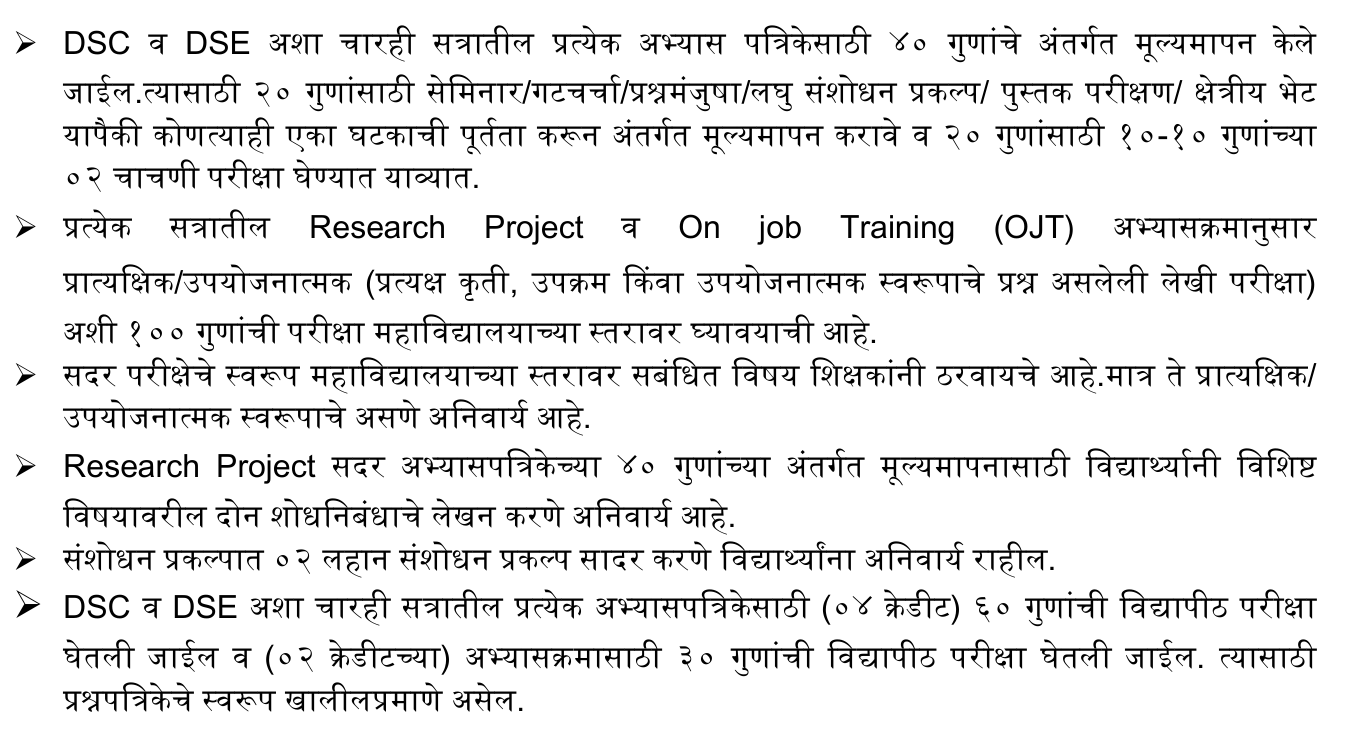 ➢ DSC व DSE अशा चारही सत्रातील प्रत्येक अभ्यास पत्रिकेसाठी ४० गुणांचे अंतर्गत मूल्यमापन केले
जाईल.त्यासाठी २० गुणांसाठी सेमिनार/गटचर्चा/प्रश्नमंजुषा/लघु संशोधन प्रकल्प/ पुस्तक परीक्षण/ क्षेत्रीय भेट
यापैकी कोणत्याही एका घटकाची पूर्तता करून अंतर्गत मूल्यमापन करावे व २० गुणांसाठी १०-१० गुणांच्या
०२ चाचणी परीक्षा घेण्यात याव्यात.
➢ प्रत्येक सत्रातील Research Project व On job Training (OJT) अभ्यासक्रमानुसार
प्रात्यक्षिक/उपयोजनात्मक (प्रत्यक्ष कृती, उपक्रम किंवा उपयोजनात्मक स्वरूपाचे प्रश्न असलेली लेखी परीक्षा)
अशी १०० गुणांची परीक्षा महाविद्यालयाच्या स्तरावर घ्यावयाची आहे.
➢ सदर परीक्षेचे स्वरूप महाविद्यालयाच्या स्तरावर सबंधित विषय शिक्षकांनी ठरवायचे आहे.मात्र ते प्रात्यक्षिक/
उपयोजनात्मक स्वरूपाचे असणे अनिवार्य आहे.
➢ Research Project सदर अभ्यासपत्रिकेच्या ४० गुणांच्या अंतर्गत मूल्यमापनासाठी विद्यार्थ्यानी विशिष्ट
विषयावरील दोन शोधनिबंधाचे लेखन करणे अनिवार्य आहे.
➢ संशोधन प्रकल्पात ०२ लहान संशोधन प्रकल्प सादर करणे विद्यार्थ्यांना अनिवार्य राहील.
➢ DSC व DSE अशा चारही सत्रातील प्रत्येक अभ्यासपत्रिकेसाठी (०४ क्रेडीट) ६० गुणांची विद्यापीठ परीक्षा
घेतली जाईल व (०२ क्रेडीटच्या) अभ्यासक्रमासाठी ३० गुणांची विद्यापीठ परीक्षा घेतली जाईल. त्यासाठी
प्रश्नपत्रिकेचे स्वरूप खालीलप्रमाणे असेल.